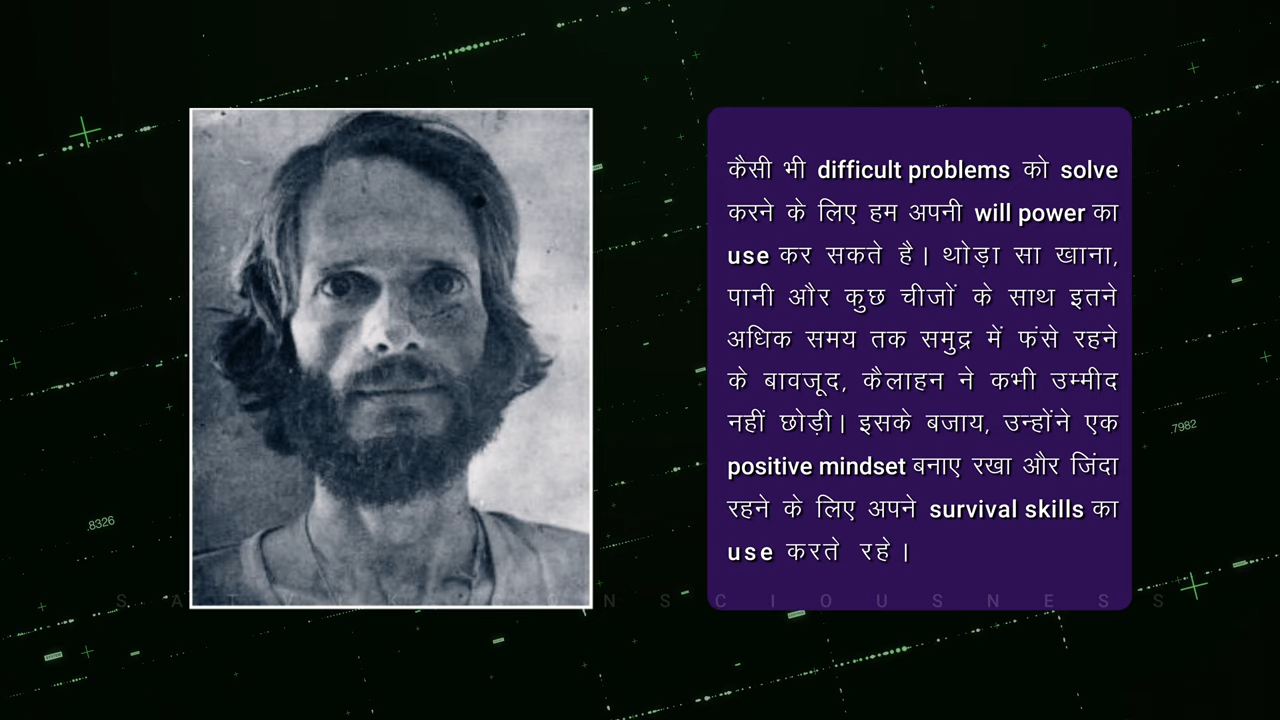 कैसी भी difficult problems को solve
करने के लिए हम अपनी will power का
use कर सकते है। थोड़ा सा खाना,
पानी और कुछ चीजों के साथ इतने
अधिक समय तक समुद्र में फंसे रहने
के बावजूद, कैलाहन ने कभी उम्मीद
नहीं छोड़ी। इसके बजाय, उन्होंने एक
positive mindset बनाए रखा और जिंदा
रहने के लिए अपने survival skills का
use करते रहे।
.7982
.8326